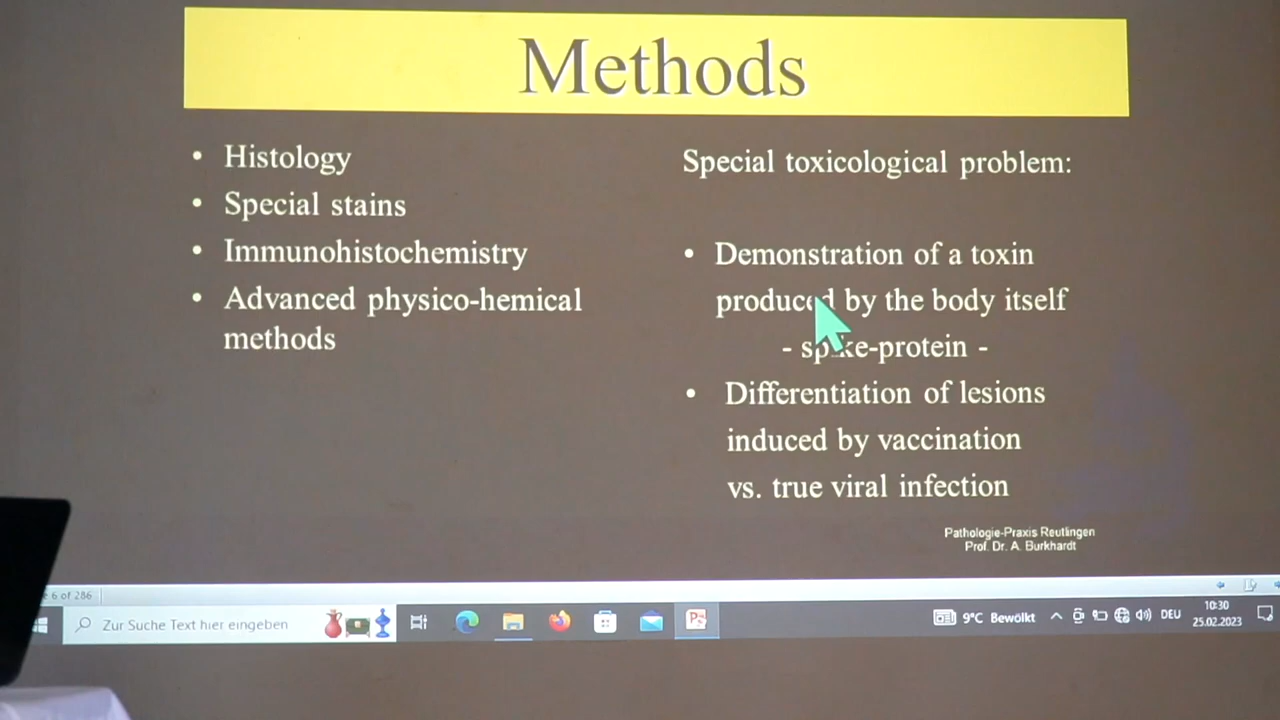 Methods
• Histology
• Special stains
• Immunohistochemistry
• Advanced physico-hemical
methods
Special toxicological problem:
• Demonstration of a toxin
produced by the body itself
- spike-protein -
• Differentiation of lesions
induced by vaccination
vs. true viral infection
Pathologie-Praxis Reutlingen
Prof. Dr. A. Burkhardt
6 of 286
Zur Suche Text hier eingeben
9°C Bewölkt
DEU
10:30
25.02.2023